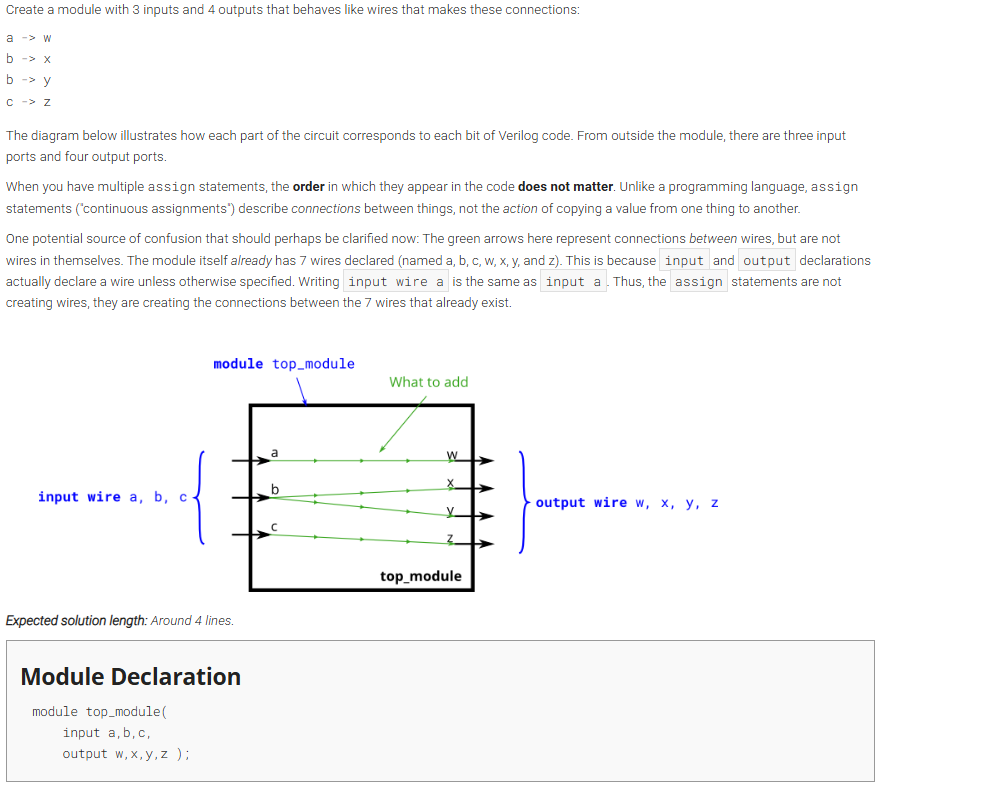 Create a module with 3 inputs and 4 outputs that behaves like wires that makes these connections:
a -> w
b -> x
b -> y
c -> z
The diagram below illustrates how each part of the circuit corresponds to each bit of Verilog code. From outside the module, there are three input
ports and four output ports.
When you have multiple assign statements, the order in which they appear in the code does not matter. Unlike a programming language, assign
statements ("continuous assignments") describe connections between things, not the action of copying a value from one thing to another.
One potential source of confusion that should perhaps be clarified now: The green arrows here represent connections between wires, but are not
wires in themselves. The module itself already has 7 wires declared (named a, b, c, w, x, y, and z). This is because input and output declarations
actually declare a wire unless otherwise specified. Writing input wire a is the same as input a. Thus, the assign statements are not
creating wires, they are creating the connections between the 7 wires that already exist.
module top_module
What to add
a
w
b
x
input wire a, b, c
output wire w, x, y, z
y
c
z
top_module
Expected solution length: Around 4 lines.
Module Declaration
module top_module(
input a,b,c,
output w,x,y,z );